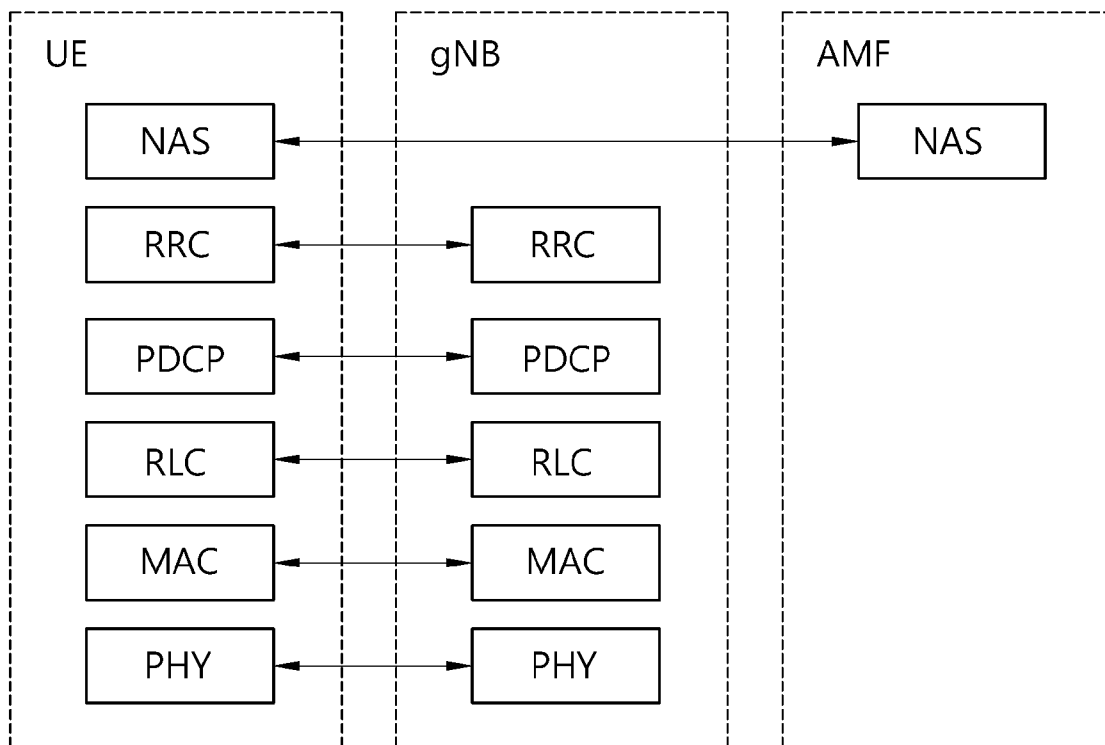 UE
gNB
AMF
NAS
NAS
RRC
RRC
PDCP
PDCP
RLC
RLC
MAC
MAC
PHY
PHY